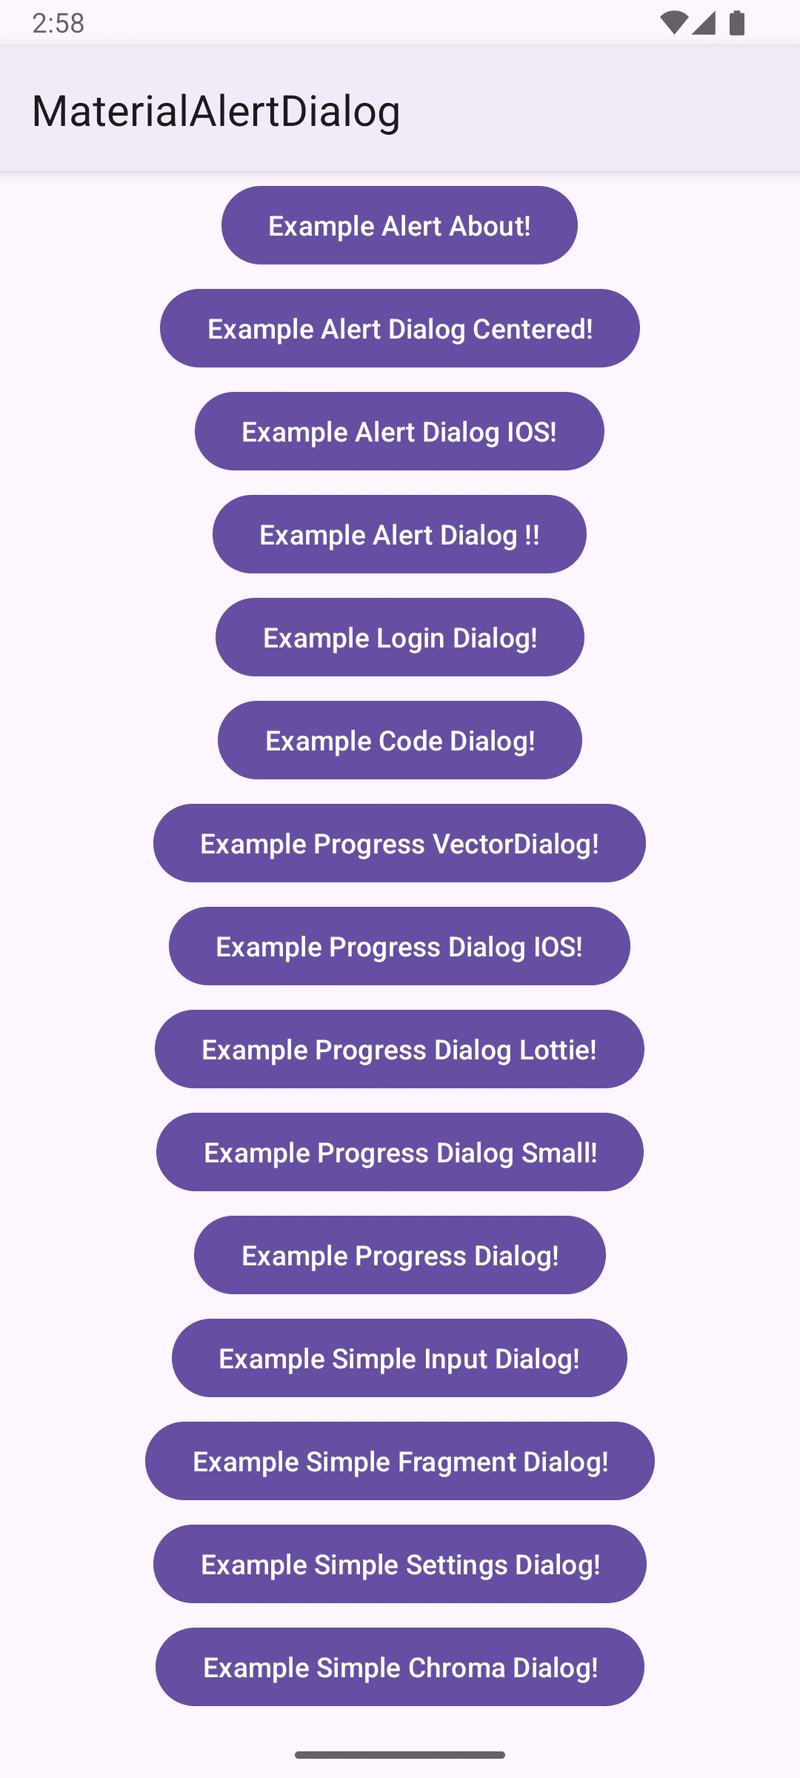 2:58
MaterialAlertDialog
Example Alert About!
Example Alert Dialog Centered!
Example Alert Dialog IOS!
Example Alert Dialog !!
Example Login Dialog!
Example Code Dialog!
Example Progress VectorDialog!
Example Progress Dialog IOS!
Example Progress Dialog Lottie!
Example Progress Dialog Small!
Example Progress Dialog!
Example Simple Input Dialog!
Example Simple Fragment Dialog!
Example Simple Settings Dialog!
Example Simple Chroma Dialog!